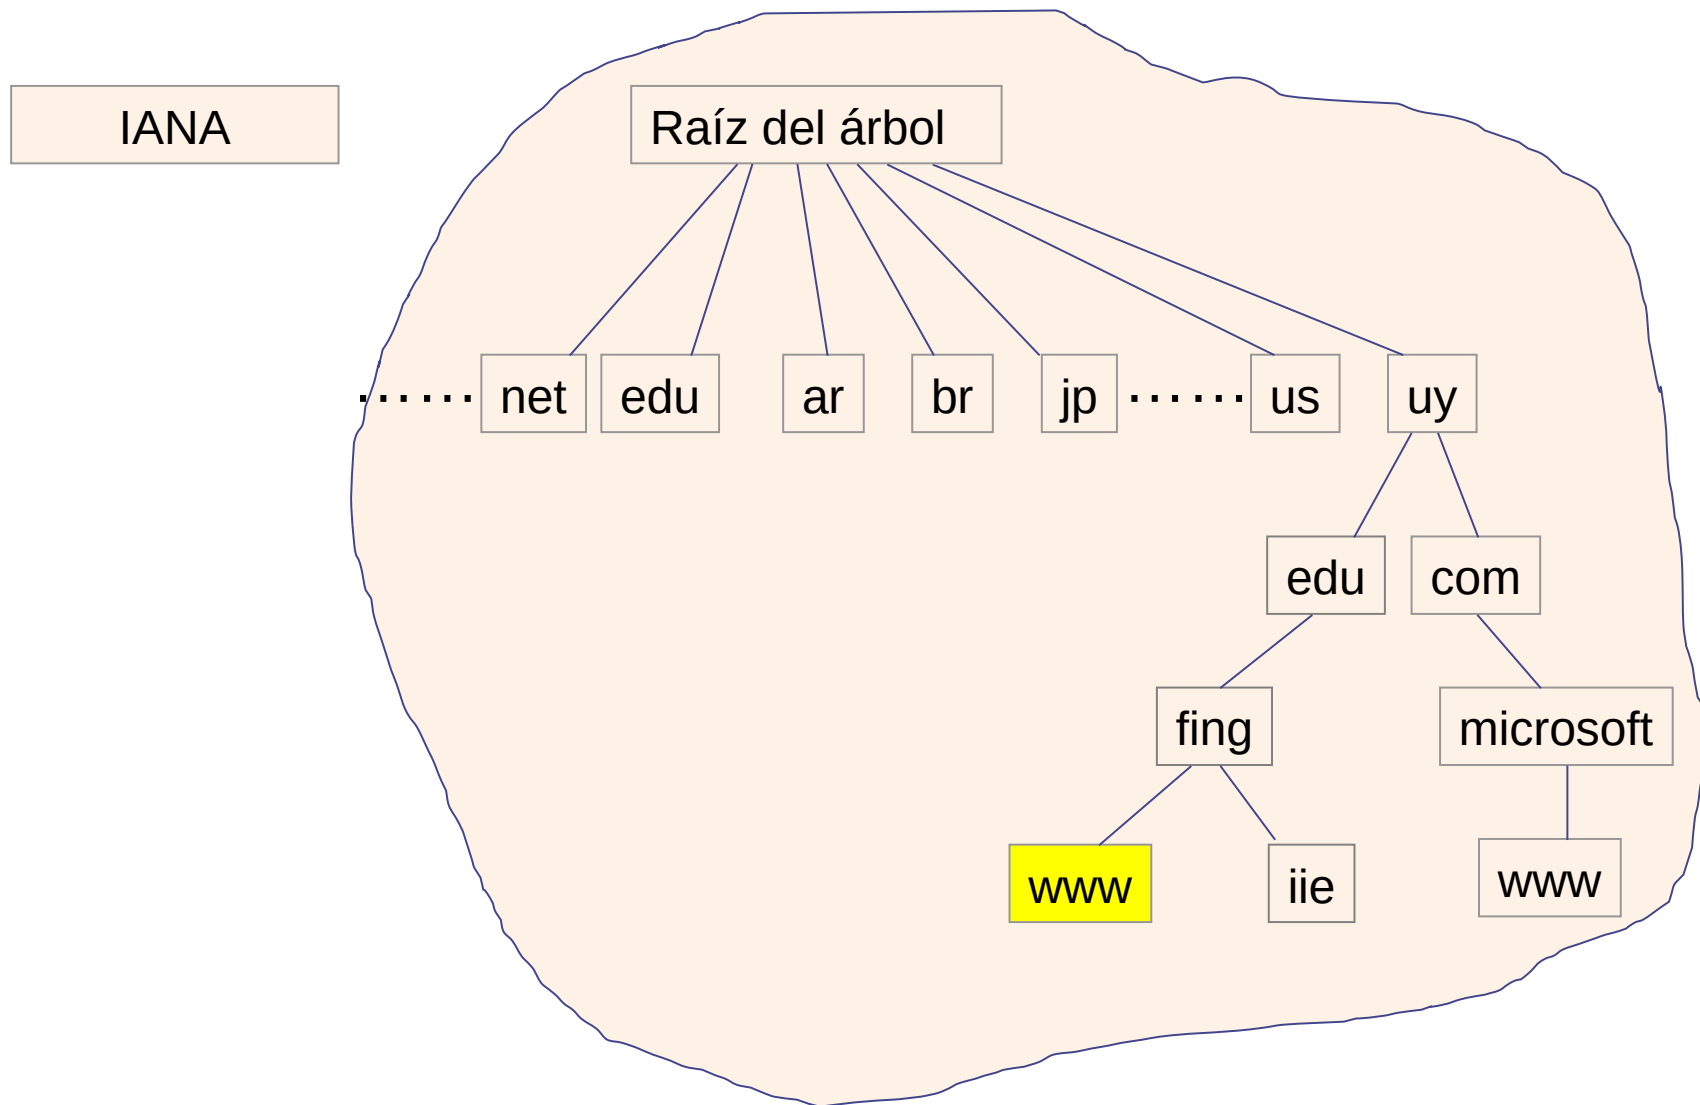 IANA
Raíz del árbol
...... net edu ar br jp ...... us uy
edu com
fing microsoft
www iie www